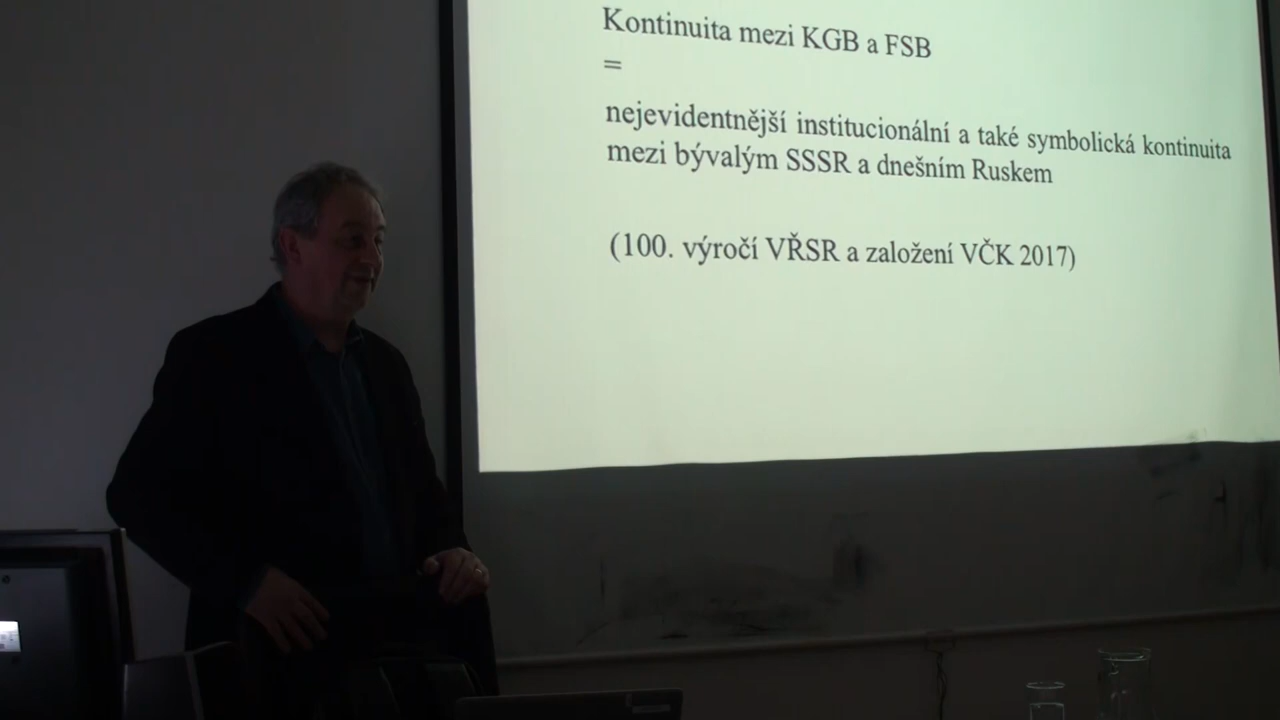 Kontinuita mezi KGB a FSB
=
nejevidentnější institucionální a také symbolická kontinuita
mezi bývalým SSSR a dnešním Ruskem
(100. výročí VŘSR a založení VČK 2017)